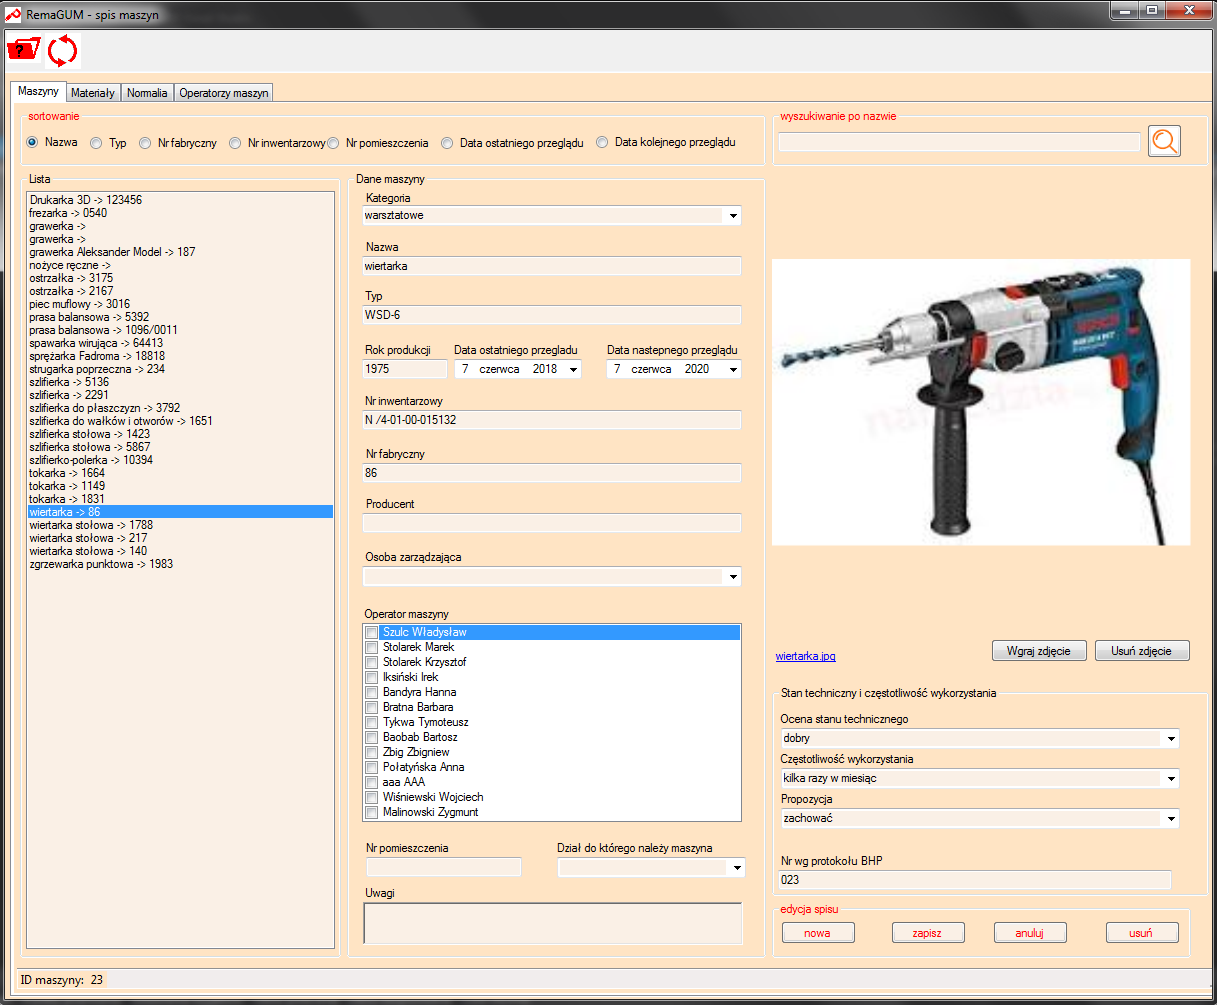 RemaGUM - spis maszyn
Maszyny Materiały Normalia Operatorzy maszyn
sortowanie
Nazwa Typ Nr fabryczny Nr inwentarzowy Nr pomieszczenia Data ostatniego przeglądu Data kolejnego przeglądu
wyszukiwanie po nazwie
Lista
Drukarka 3D -> 123456
frezarka -> 0540
grawerka ->
grawerka ->
grawerka Aleksander Model -> 187
nożyce ręczne ->
ostrzałka -> 3175
ostrzałka -> 2167
piec muflowy -> 3016
prasa balansowa -> 5392
prasa balansowa -> 1096/0011
spawarka wirująca -> 64413
sprężarka Fadroma -> 18818
strugarka poprzeczna -> 234
szlifierka -> 5136
szlifierka -> 2291
szlifierka do płaszczyzn -> 3792
szlifierka do wałków i otworów -> 1651
szlifierka stołowa -> 1423
szlifierka stołowa -> 5867
szlifierko-polerka -> 10394
tokarka -> 1664
tokarka -> 1149
tokarka -> 1831
wiertarka -> 86
wiertarka stołowa -> 1788
wiertarka stołowa -> 217
wiertarka stołowa -> 140
zgrzewarka punktowa -> 1983
Dane maszyny
Kategoria
warsztatowe
Nazwa
wiertarka
Typ
WSD-6
Rok produkcji Data ostatniego przegladu Data nastepnego przeglądu
1975 7 czerwca 2018 7 czerwca 2020
Nr inwentarzowy
N /4-01-00-015132
Nr fabryczny
86
Producent
Osoba zarządzająca
Operator maszyny
Szulc Władysław
Stolarek Marek
Stolarek Krzysztof
Iksiński Irek
Bandyra Hanna
Bratna Barbara
Tykwa Tymoteusz
Baobab Bartosz
Zbig Zbigniew
Połatyńska Anna
aaa AAA
Wiśniewski Wojciech
Malinowski Zygmunt
Nr pomieszczenia Dział do którego należy maszyna
Uwagi
BOSCH
wiertarka.jpg Wgraj zdjęcie Usuń zdjęcie
Stan techniczny i częstotliwość wykorzystania
Ocena stanu technicznego
dobry
Częstotliwość wykorzystania
kilka razy w miesiąc
Propozycja
zachować
Nr wg protokołu BHP
023
edycja spisu
nowa zapisz anuluj usuń
ID maszyny: 23